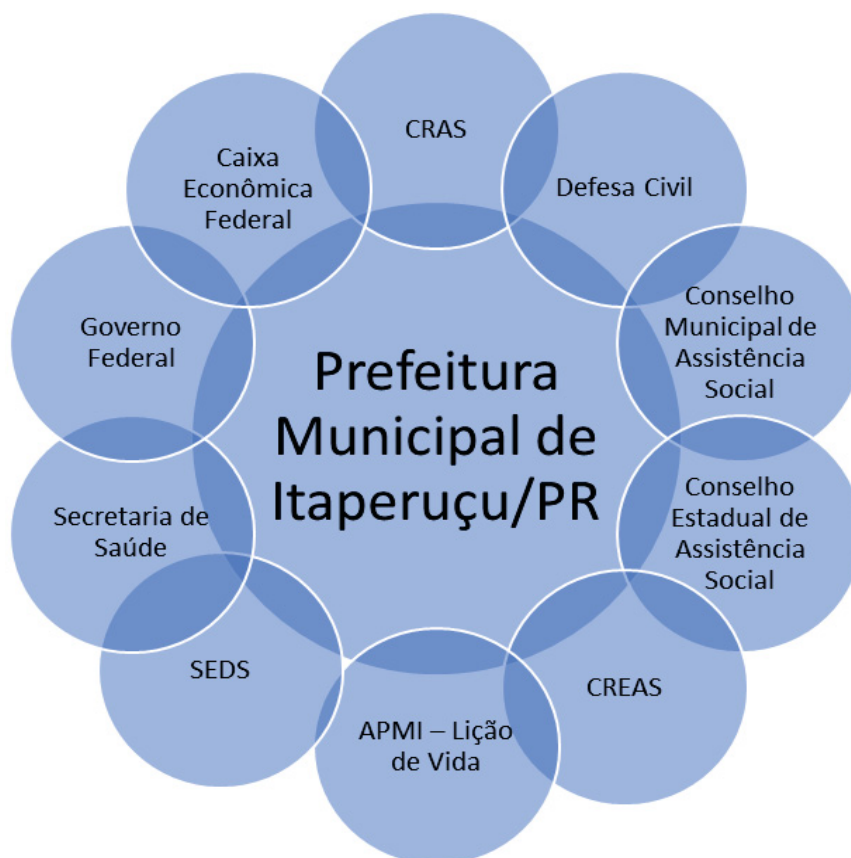 CRAS
Defesa Civil
Conselho
Municipal de
Assistência
Social
Conselho
Estadual de
Assistência
Social
CREAS
APMI – Lição
de Vida
SEDS
Secretaria de
Saúde
Governo
Federal
Caixa
Econômica
Federal
Prefeitura
Municipal de
Itaperuçu/PR